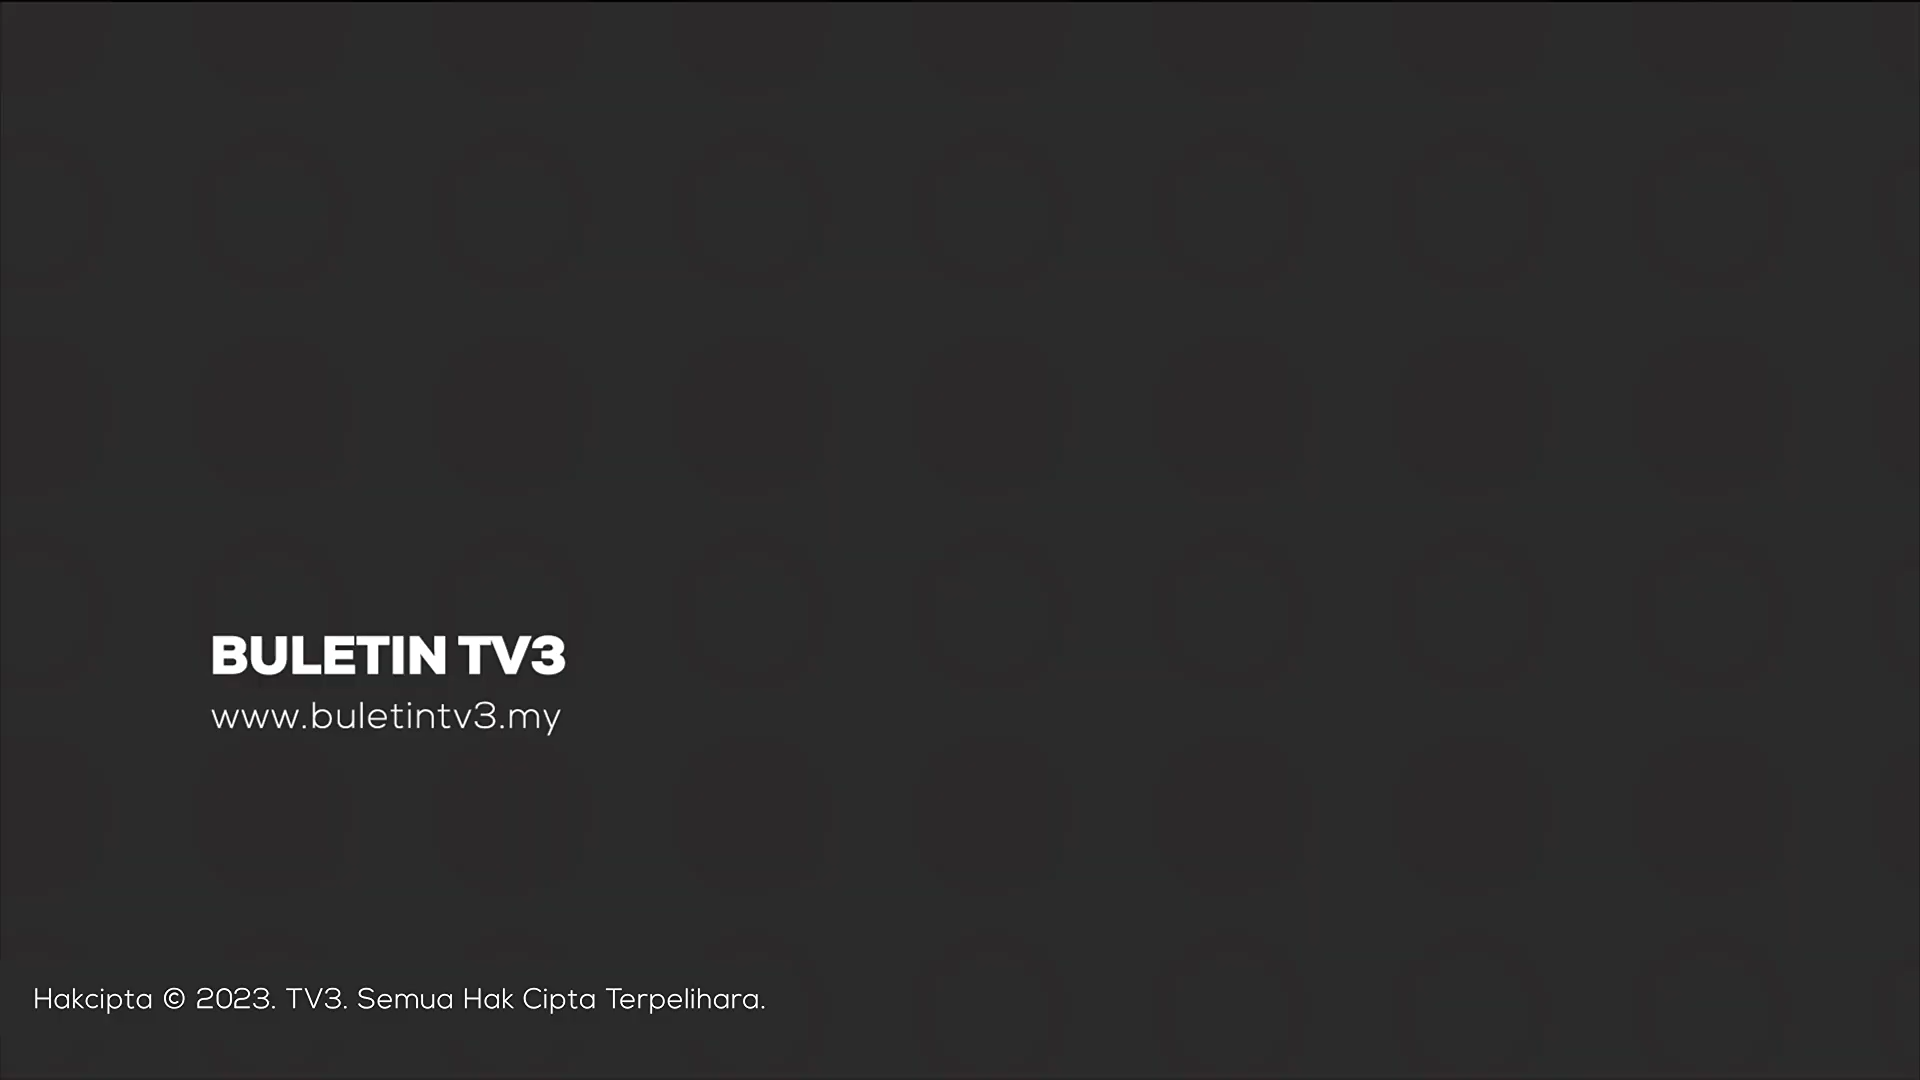 BULETIN TV3
www.buletintv3.my
Hakcipta © 2023. TV3. Semua Hak Cipta Terpelihara.